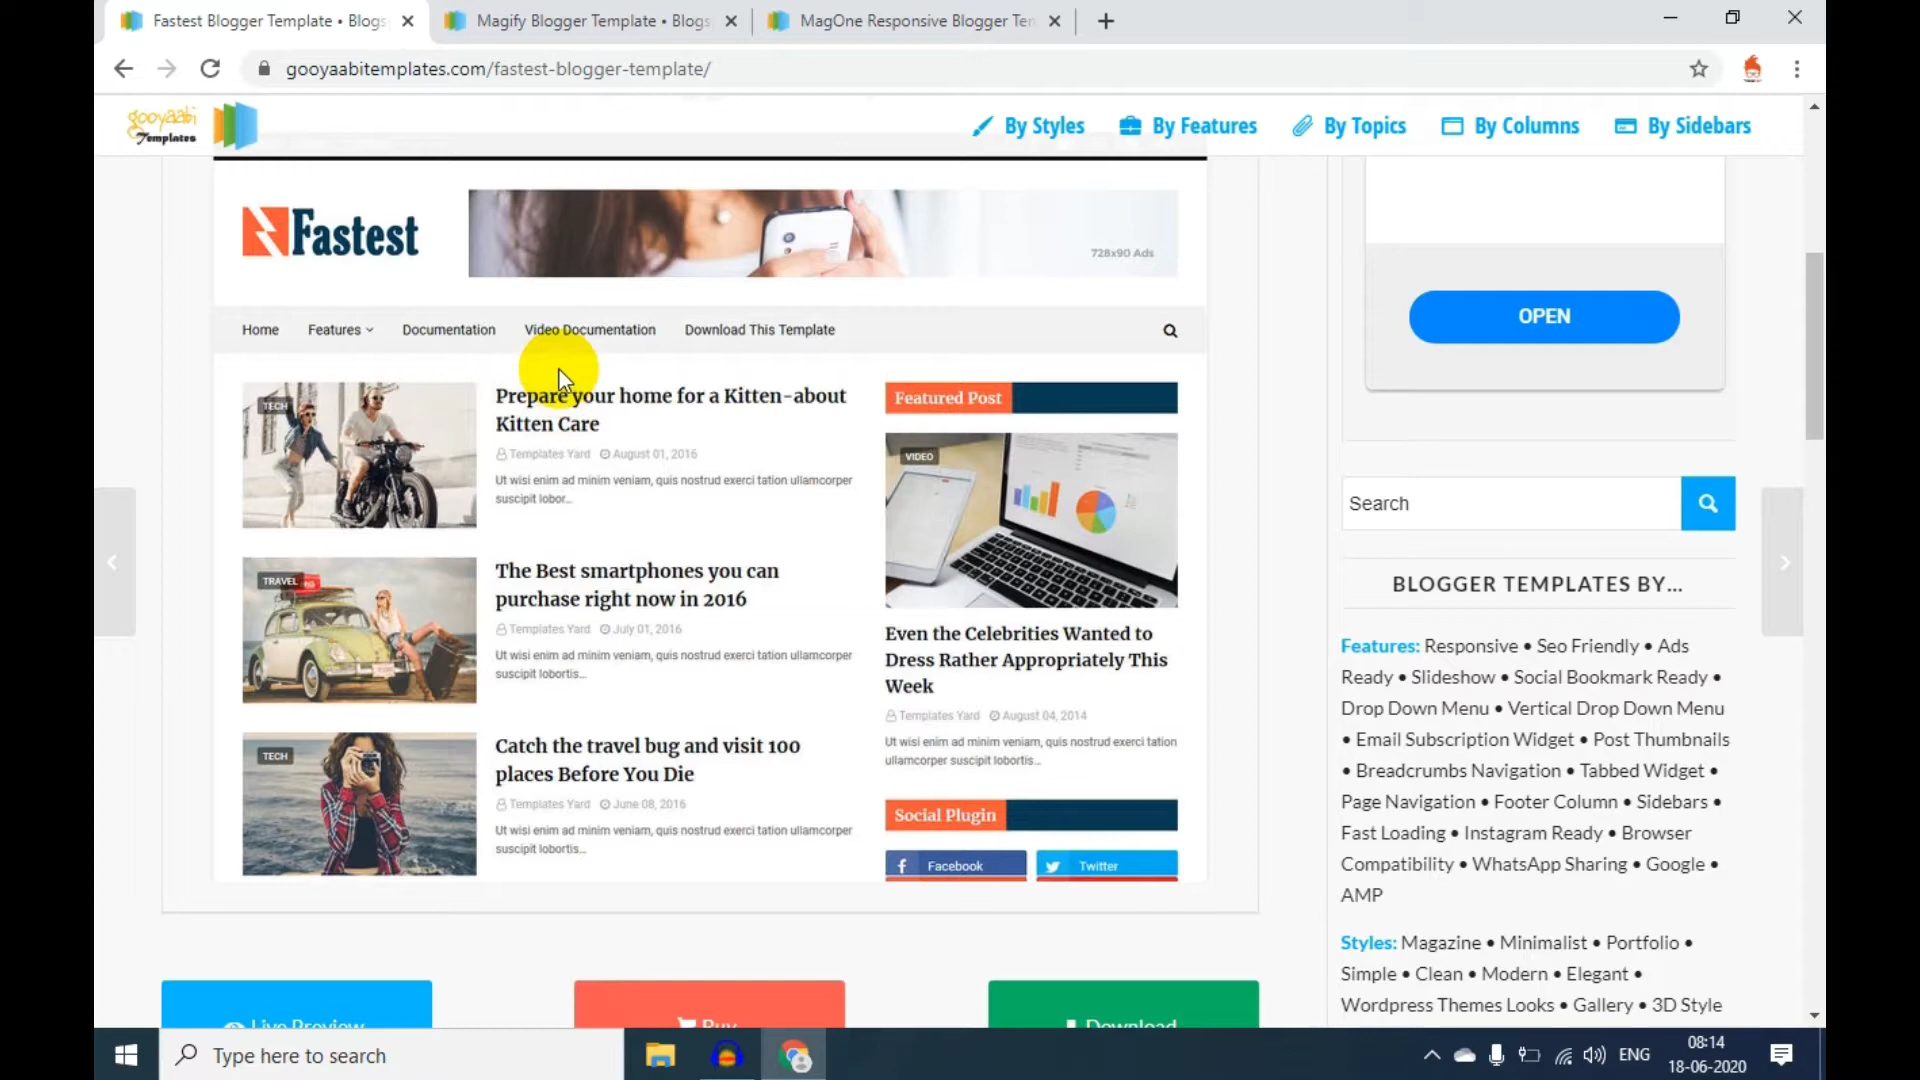 Fastest Blogger Template • Blogs
Magify Blogger Template • Blogs
MagOne Responsive Blogger Ten
gooyaabitemplates.com/fastest-blogger-template/
gooyaabi
Templates
By Styles
By Features
By Topics
By Columns
By Sidebars
Fastest
728x90 Ads
Home
Features
Documentation
Video Documentation
Download This Template
TECH
Prepare your home for a Kitten-about
Kitten Care
Templates Yard August 01, 2016
Ut wisi enim ad minim veniam, quis nostrud exerci tation ullamcorper
suscipit lobor...
TRAVEL
The Best smartphones you can
purchase right now in 2016
Templates Yard July 01, 2016
Ut wisi enim ad minim veniam, quis nostrud exerci tation ullamcorper
suscipit lobortis...
TECH
Catch the travel bug and visit 100
places Before You Die
Templates Yard June 08, 2016
Ut wisi enim ad minim veniam, quis nostrud exerci tation ullamcorper
suscipit lobortis...
Featured Post
VIDEO
Even the Celebrities Wanted to
Dress Rather Appropriately This
Week
Templates Yard August 04, 2014
Ut wisi enim ad minim veniam, quis nostrud exerci tation
ullamcorper suscipit lobortis...
Social Plugin
Facebook
Twitter
Live Preview
Buy
Download
OPEN
Search
BLOGGER TEMPLATES BY...
Features: Responsive • Seo Friendly • Ads
Ready • Slideshow • Social Bookmark Ready •
Drop Down Menu • Vertical Drop Down Menu
• Email Subscription Widget • Post Thumbnails
• Breadcrumbs Navigation • Tabbed Widget •
Page Navigation • Footer Column • Sidebars •
Fast Loading • Instagram Ready • Browser
Compatibility • WhatsApp Sharing • Google •
AMP
Styles: Magazine • Minimalist • Portfolio •
Simple • Clean • Modern • Elegant •
Wordpress Themes Looks • Gallery • 3D Style
Type here to search
ENG
08:14
18-06-2020